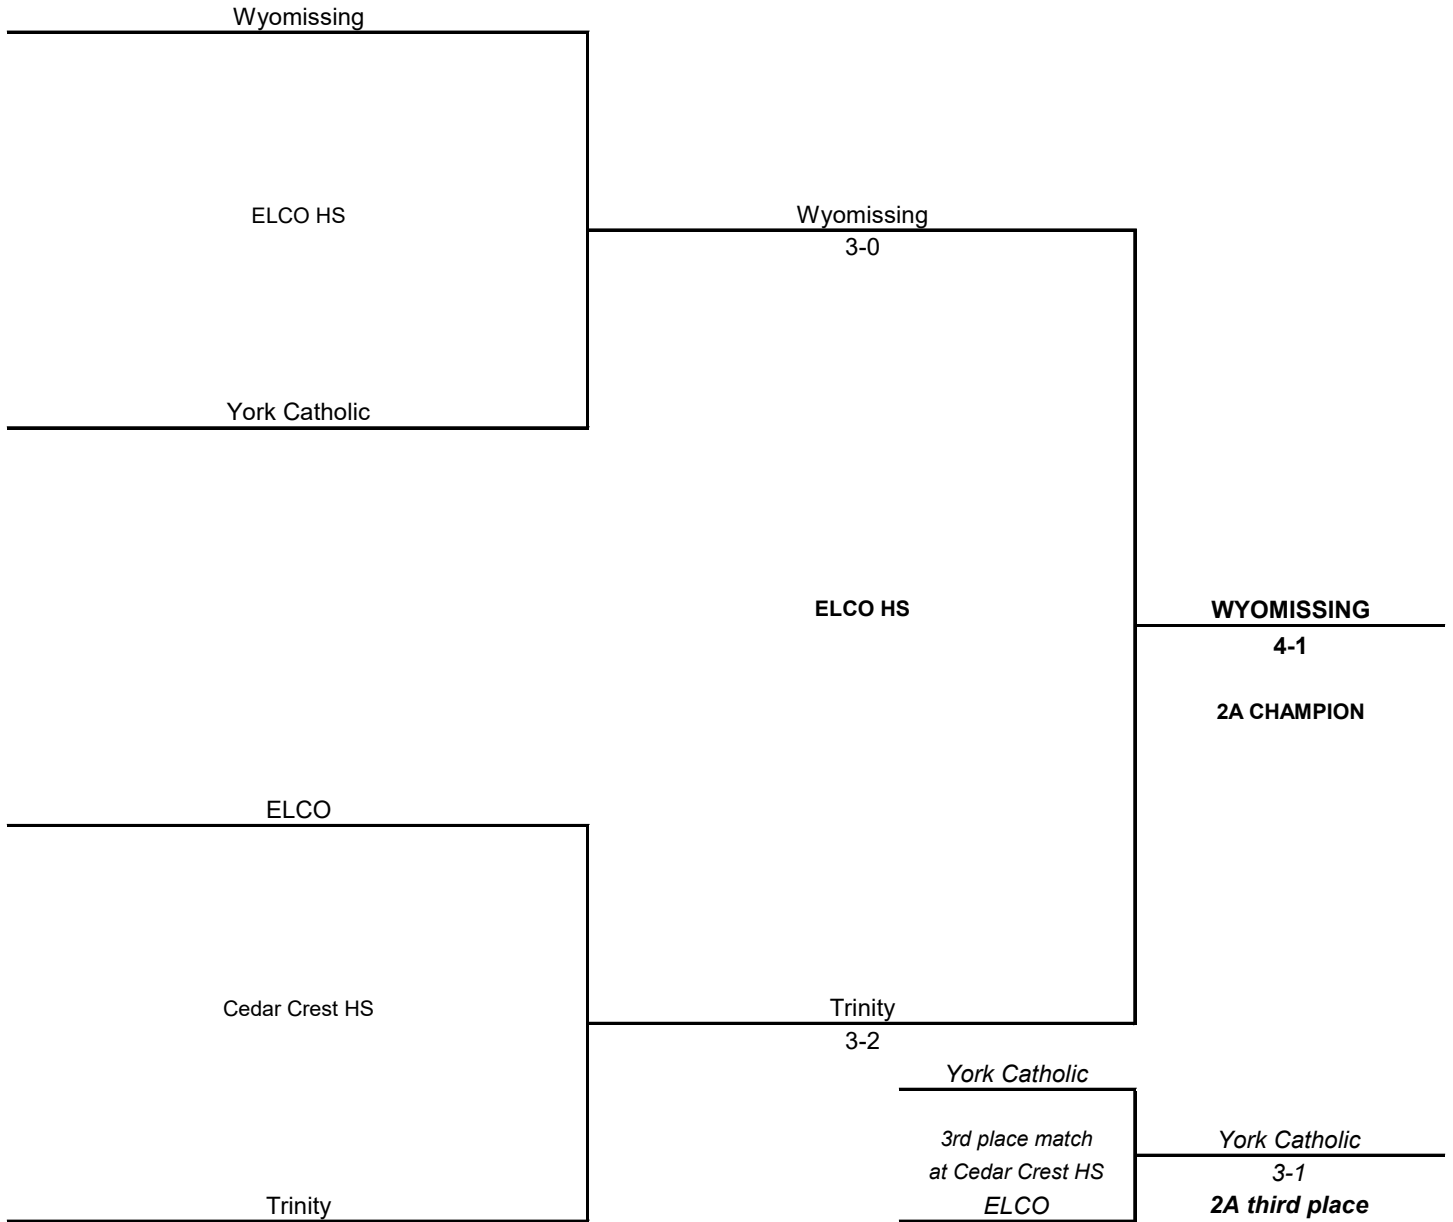 Wyomissing
ELCO HS
Wyomissing
3-0
York Catholic
ELCO HS
WYOMISSING
4-1
2A CHAMPION
ELCO
Cedar Crest HS
Trinity
3-2
York Catholic
3rd place match
at Cedar Crest HS
ELCO
York Catholic
3-1
2A third place
Trinity